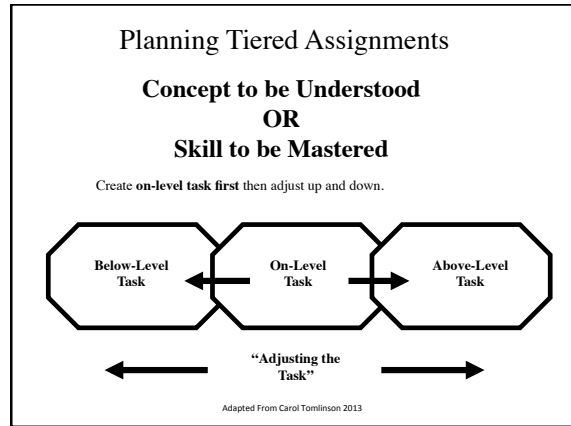 Planning Tiered Assignments
Concept to be Understood
OR
Skill to be Mastered
Create on-level task first then adjust up and down.
Below-Level
Task
On-Level
Task
Above-Level
Task
“Adjusting the
Task”
Adapted From Carol Tomlinson 2013